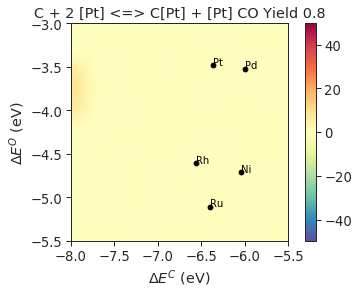 C + 2 [Pt] <=> C[Pt] + [Pt] CO Yield 0.8
−3.0
−3.5
−4.0
−4.5
−5.0
−5.5
ΔE^O (eV)
Pt
Pd
Rh
Ni
Ru
−8.0 −7.5 −7.0 −6.5 −6.0 −5.5
ΔE^C (eV)
40
20
0
−20
−40